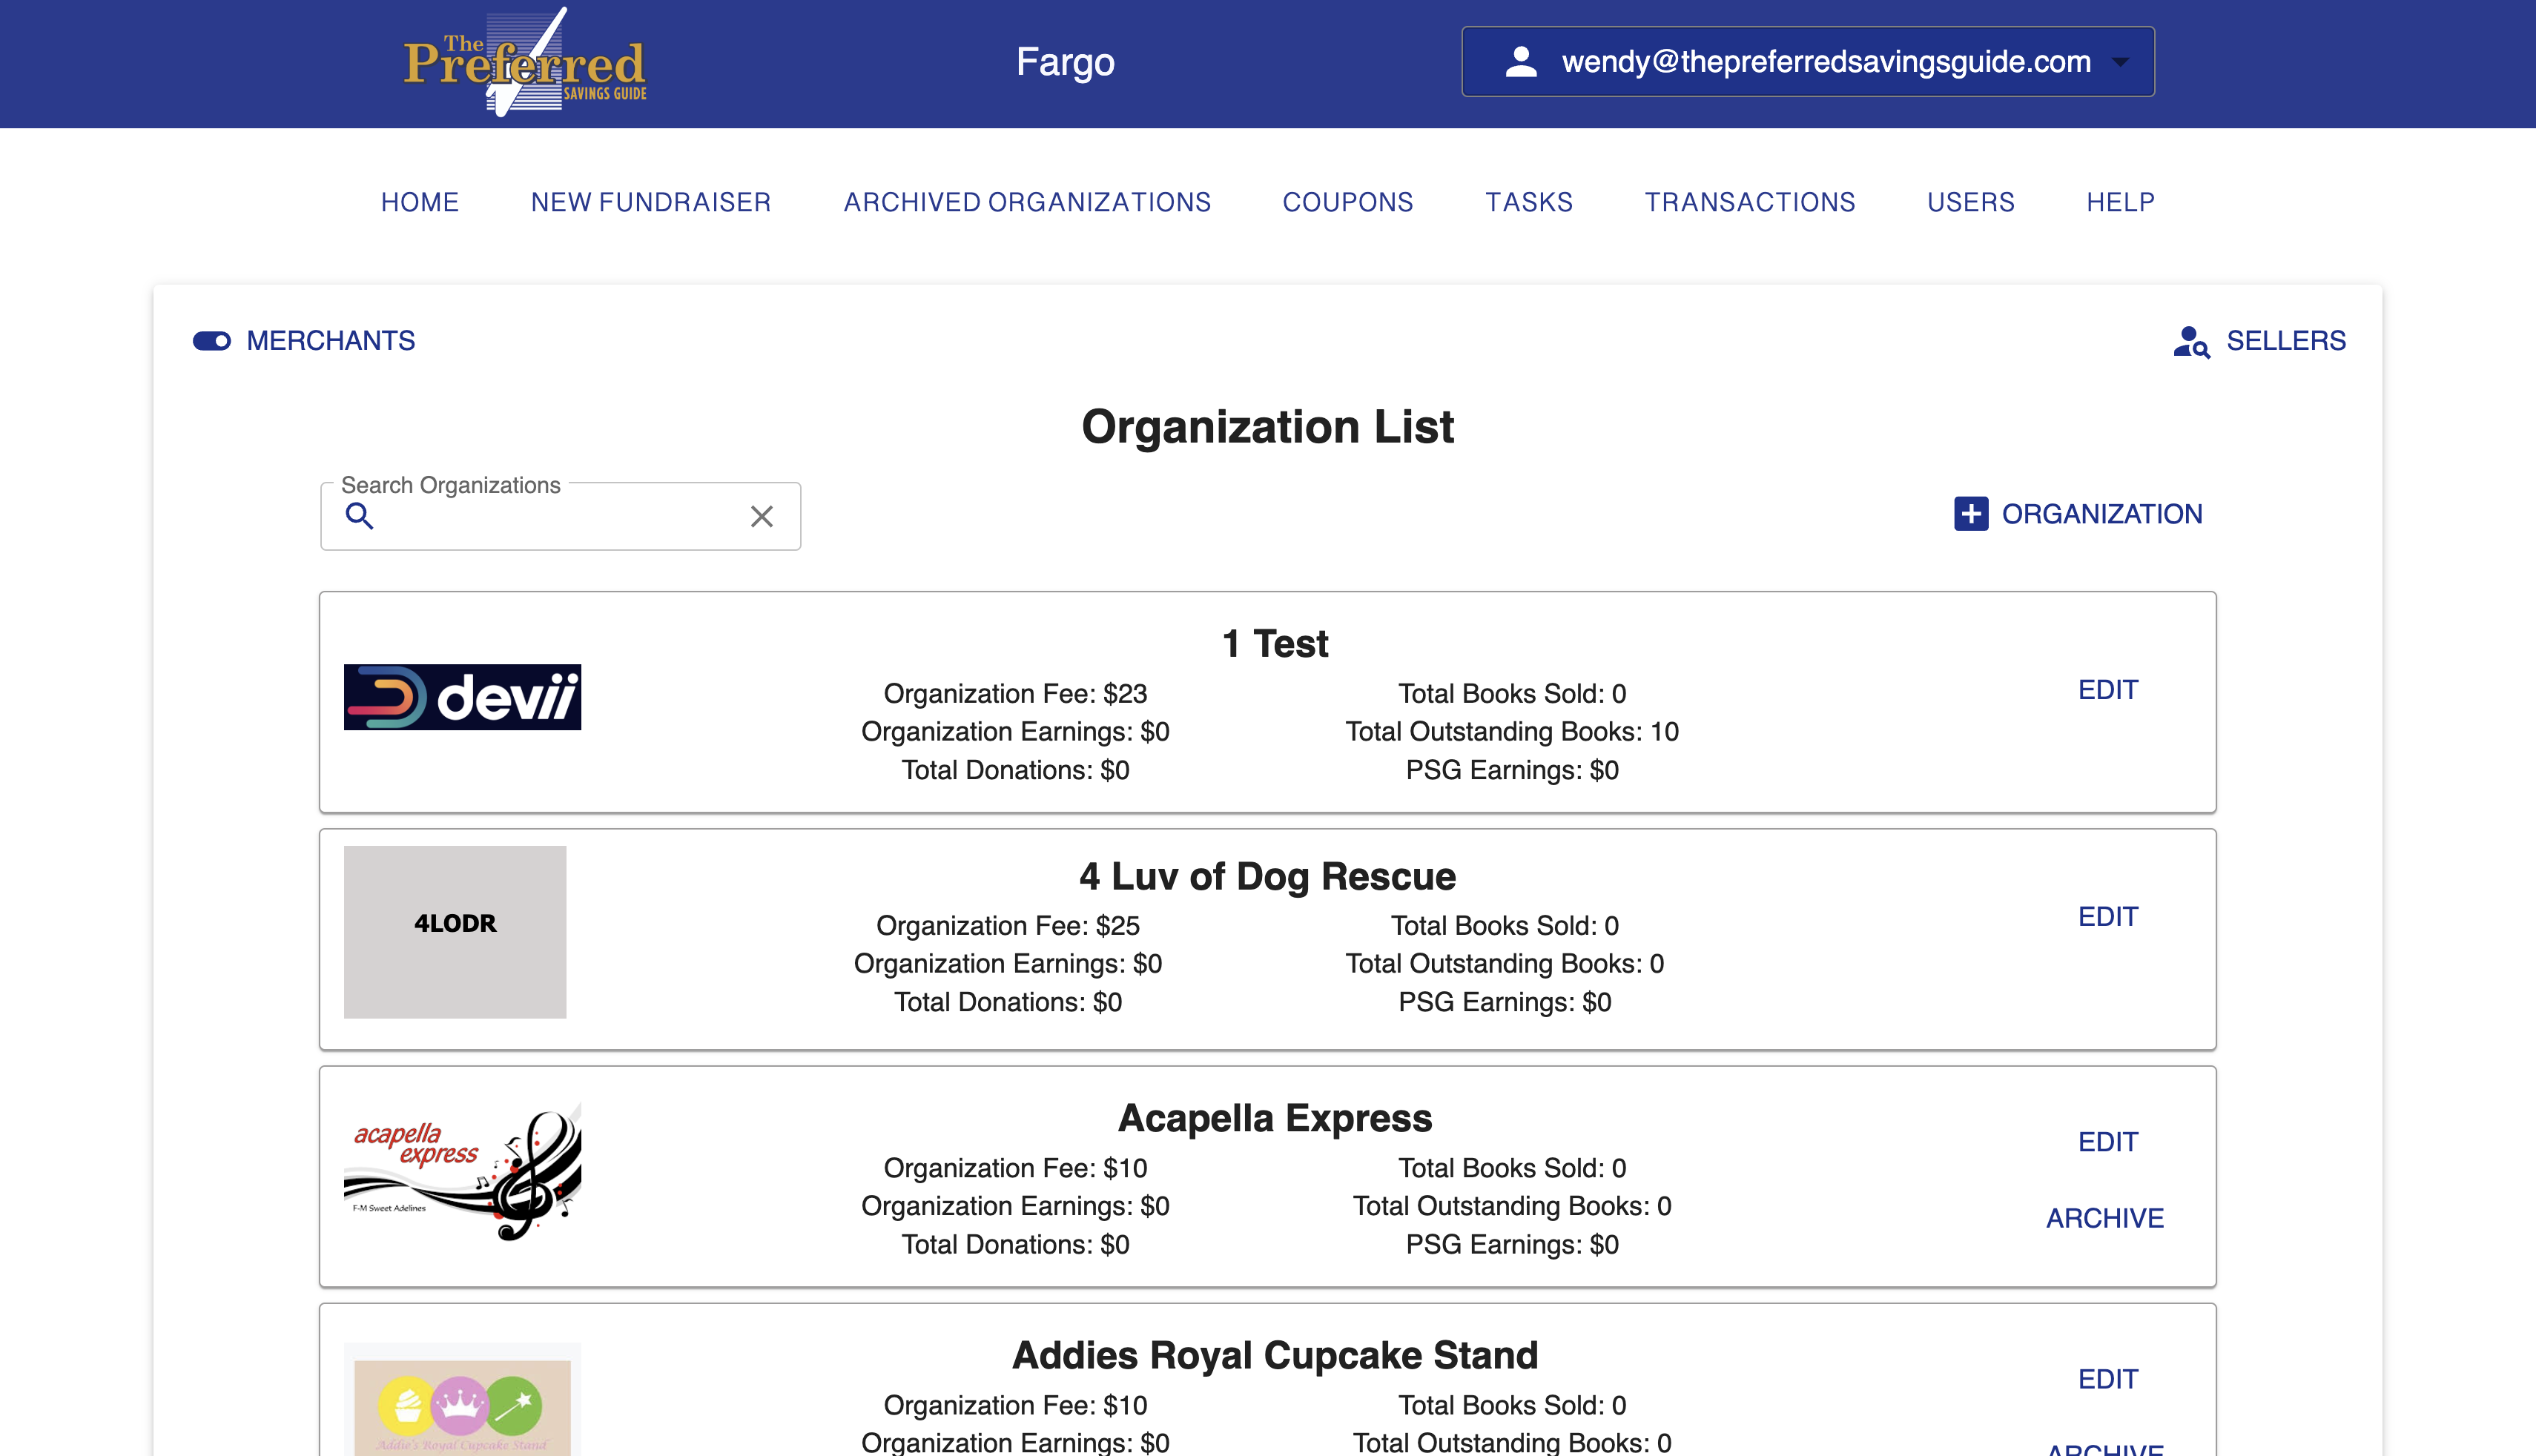 The
Preferred
SAVINGS GUIDE
Fargo
wendy@thepreferredsavingsguide.com
HOME NEW FUNDRAISER ARCHIVED ORGANIZATIONS COUPONS TASKS TRANSACTIONS USERS HELP
MERCHANTS
SELLERS
Organization List
Search Organizations
ORGANIZATION
devii
1 Test
Organization Fee: $23
Organization Earnings: $0
Total Donations: $0
Total Books Sold: 0
Total Outstanding Books: 10
PSG Earnings: $0
EDIT
4LODR
4 Luv of Dog Rescue
Organization Fee: $25
Organization Earnings: $0
Total Donations: $0
Total Books Sold: 0
Total Outstanding Books: 0
PSG Earnings: $0
EDIT
acapella
express
F-M Sweet Adelines
Acapella Express
Organization Fee: $10
Organization Earnings: $0
Total Donations: $0
Total Books Sold: 0
Total Outstanding Books: 0
PSG Earnings: $0
EDIT
ARCHIVE
Addie's Royal Cupcake Stand
Addies Royal Cupcake Stand
Organization Fee: $10
Organization Earnings: $0
Total Books Sold: 0
Total Outstanding Books: 0
EDIT
ARCHIVE